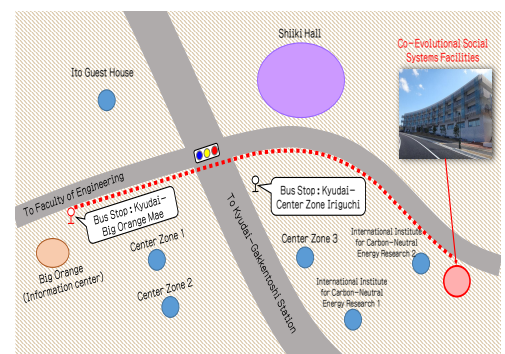 Shiiki Hall
Co-Evolutional Social
Systems Facilities
Ito Guest House
To Faculty of Engineering
Bus Stop : Kyudai-
Big Orange Mae
Bus Stop : Kyudai-
Center Zone Iriguchi
To Kyudai-Gakkentoshi Station
Big Orange
(Information center)
Center Zone 1
Center Zone 2
Center Zone 3
International Institute
for Carbon-Neutral
Energy Research 2
International Institute
for Carbon-Neutral
Energy Research 1